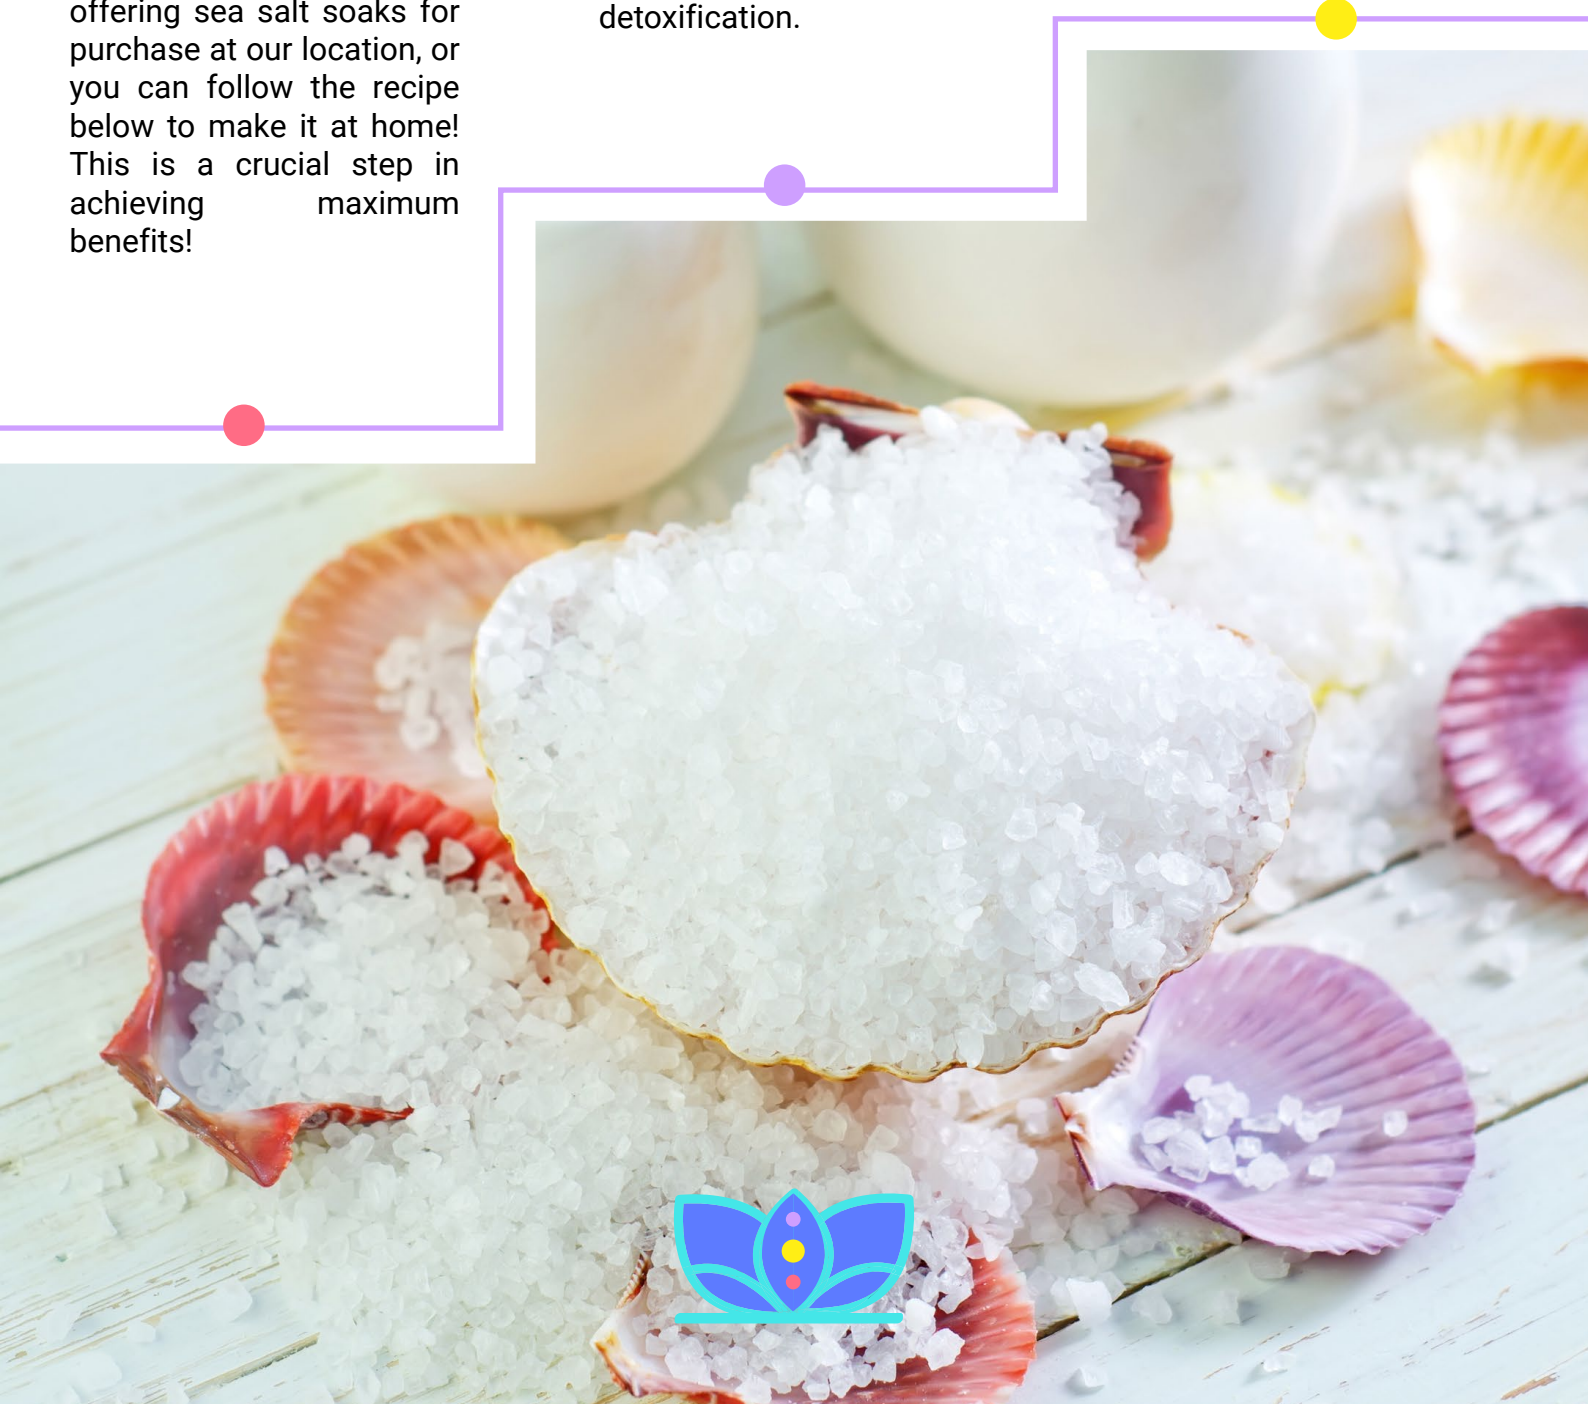 offering sea salt soaks for
purchase at our location, or
you can follow the recipe
below to make it at home!
This is a crucial step in
achieving maximum
benefits!
detoxification.